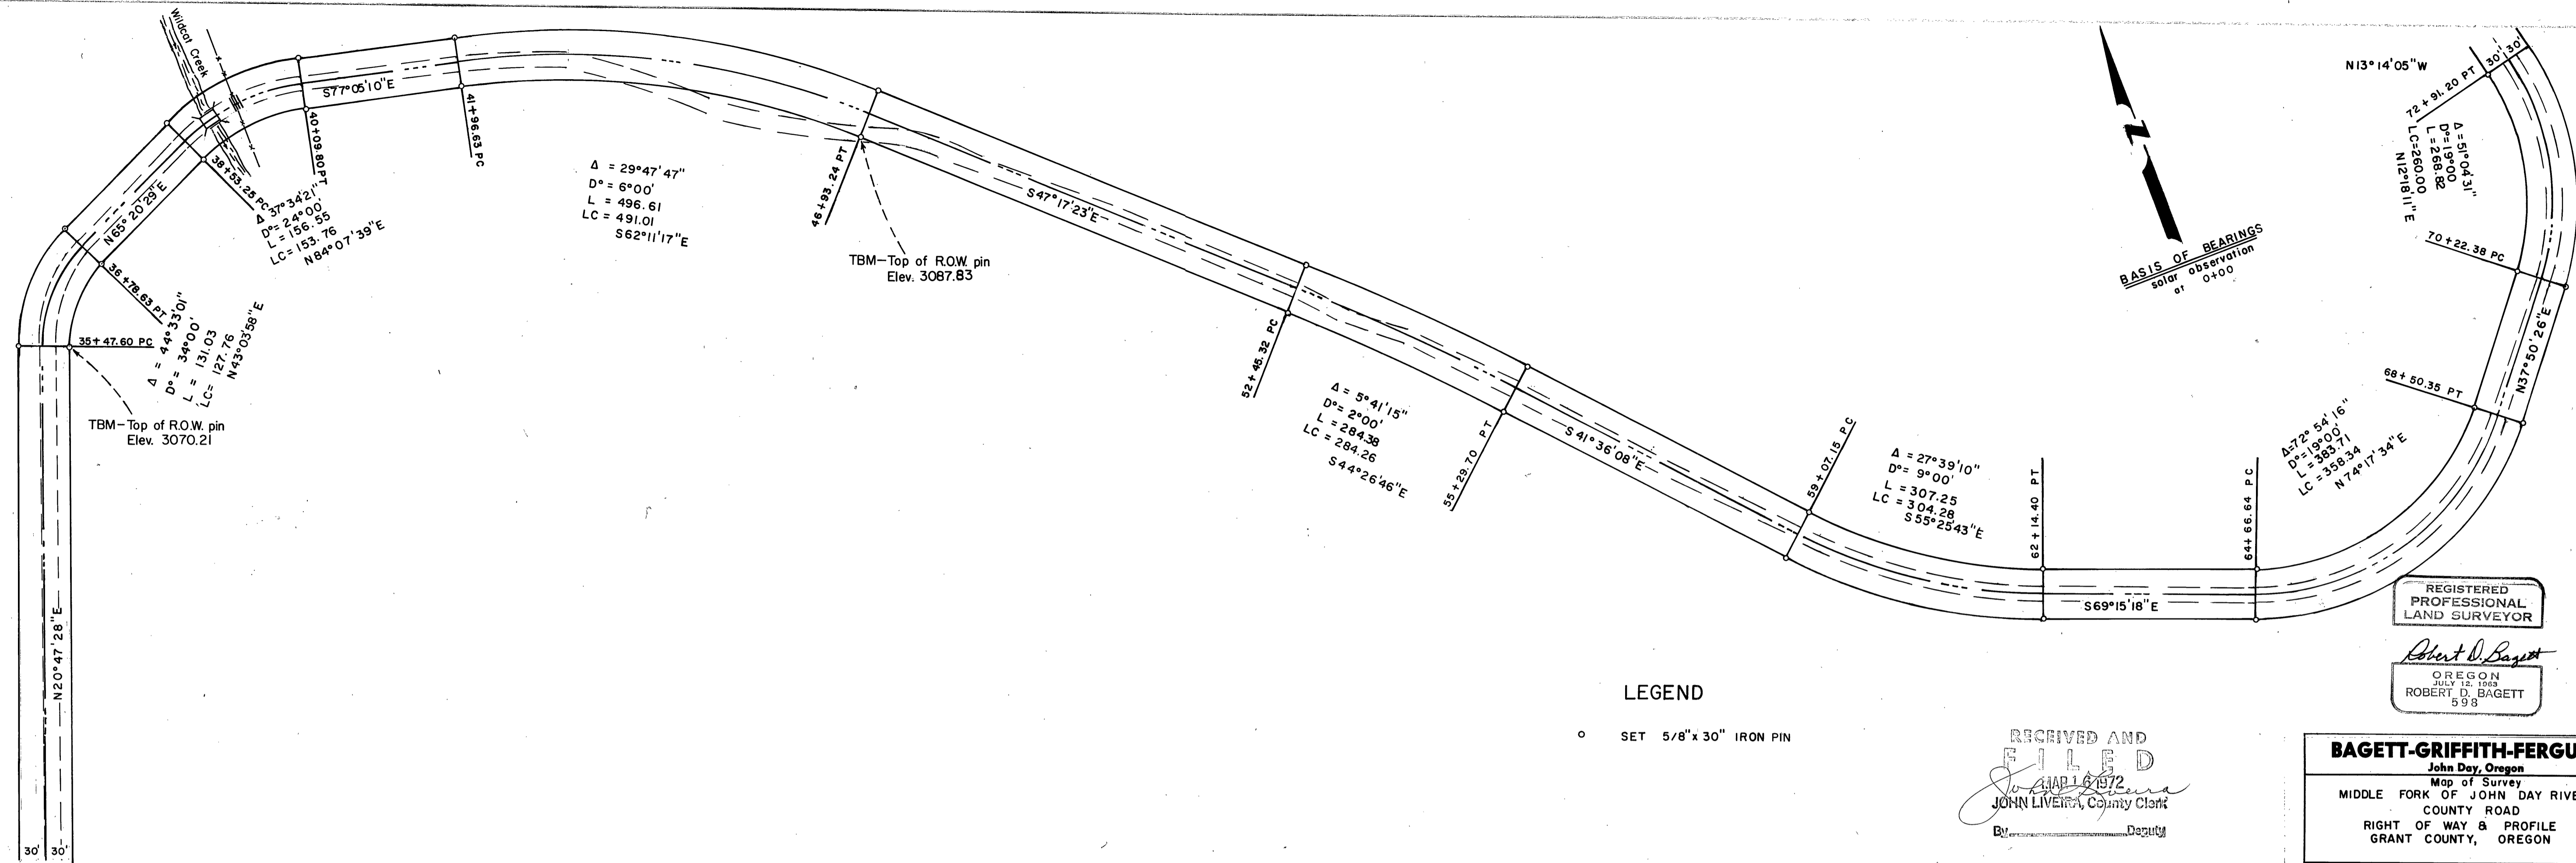 Wildcat Creek
S77°05'10"E
40+09.80PT
41+96.63 PC
38+53.25 PC
Δ 37°34'21"
D°= 24°00'
L = 156.55
LC= 153.76
N84°07'39"E
N65°20'29"E
36+78.63 PT
Δ = 44°33'01"
D°= 34°00'
L = 131.03
LC= 127.76
N43°03'58"E
35+47.60 PC
TBM-Top of R.O.W. pin
Elev. 3070.21
N20°47'28"E
30' 30'
Δ = 29°47'47"
D°= 6°00'
L = 496.61
LC = 491.01
S62°11'17"E
46+93.24 PT
TBM-Top of R.O.W. pin
Elev. 3087.83
S47°17'23"E
52+45.32 PC
Δ = 5°41'15"
D°= 2°00'
L = 284.38
LC = 284.26
S44°26'46"E
55+29.70 PT
S41°36'08"E
59+07.15 PC
Δ = 27°39'10"
D°= 9°00'
L = 307.25
LC = 304.28
S55°25'43"E
62+14.40 PT
S69°15'18"E
64+66.64 PC
Δ=72°54'16"
D°=19°00'
L = 383.71
LC = 358.34
N74°17'34"E
68+50.35 PT
N37°50'26"E
70+22.38 PC
Δ=51°04'31"
D°=19°00
L=268.82
LC=260.00
N12°18'11"E
72+91.20 PT
30' 30'
N13°14'05"W
N
BASIS OF BEARINGS
solar observation
at 0+00
REGISTERED
PROFESSIONAL
LAND SURVEYOR
Robert D. Bagett
OREGON
JULY 12, 1963
ROBERT D. BAGETT
598
LEGEND
SET 5/8"x 30" IRON PIN
RECEIVED AND
FILED
MAR 16 1972
John Liveira
JOHN LIVEIRA, County Clerk
By Deputy
BAGETT-GRIFFITH-FERGU
John Day, Oregon
Map of Survey
MIDDLE FORK OF JOHN DAY RIVE
COUNTY ROAD
RIGHT OF WAY & PROFILE
GRANT COUNTY, OREGON